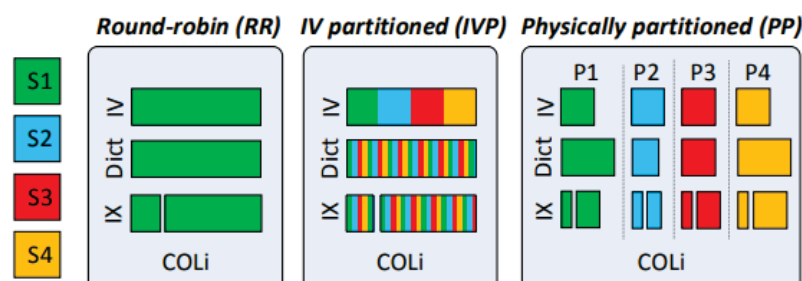 Round-robin (RR)
IV partitioned (IVP)
Physically partitioned (PP)
S1
S2
S3
S4
IV
Dict
IX
COLi
IV
Dict
IX
COLi
P1 P2 P3 P4
IV
Dict
IX
COLi